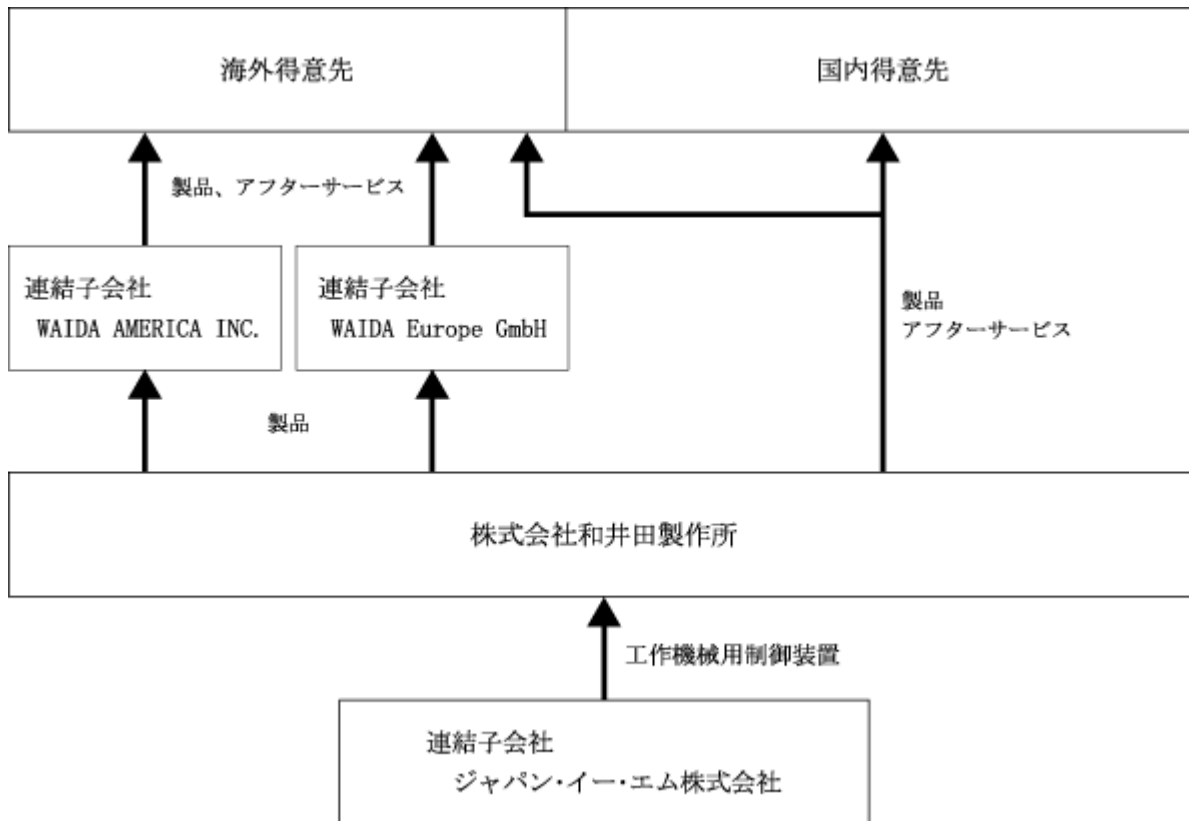 海外得意先
国内得意先
製品、アフターサービス
連結子会社
WAIDA AMERICA INC.
連結子会社
WAIDA Europe GmbH
製品
アフターサービス
製品
株式会社和井田製作所
工作機械用制御装置
連結子会社
ジャパン・イー・エム株式会社